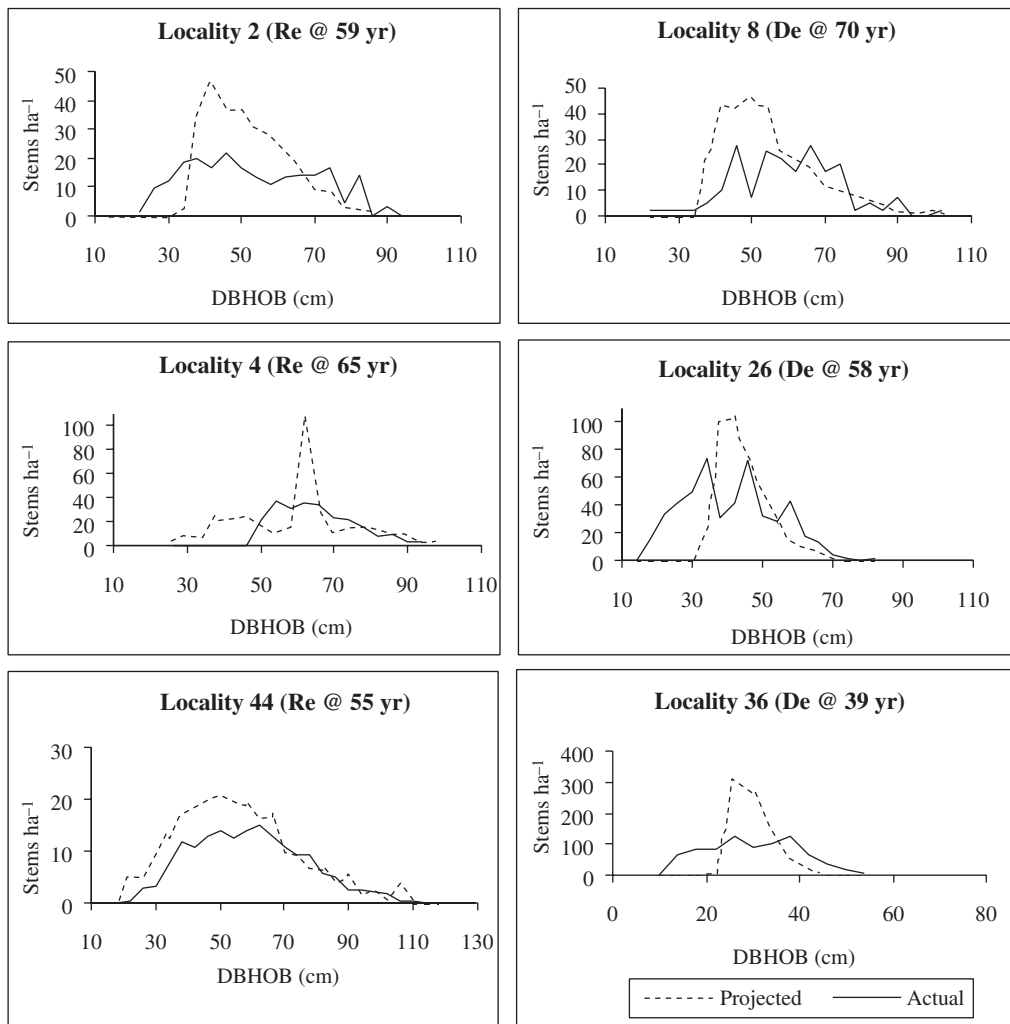 Locality 2 (Re @ 59 yr)
Stems ha⁻¹
50
40
30
20
10
0
10 30 50 70 90 110
DBHOB (cm)
Locality 8 (De @ 70 yr)
Stems ha⁻¹
50
40
30
20
10
0
10 30 50 70 90 110
DBHOB (cm)
Locality 4 (Re @ 65 yr)
Stems ha⁻¹
100
80
60
40
20
0
10 30 50 70 90 110
DBHOB (cm)
Locality 26 (De @ 58 yr)
Stems ha⁻¹
100
80
60
40
20
0
10 30 50 70 90 110
DBHOB (cm)
Locality 44 (Re @ 55 yr)
Stems ha⁻¹
30
20
10
0
10 30 50 70 90 110 130
DBHOB (cm)
Locality 36 (De @ 39 yr)
Stems ha⁻¹
400
300
200
100
0
0 20 40 60 80
DBHOB (cm)
Projected Actual